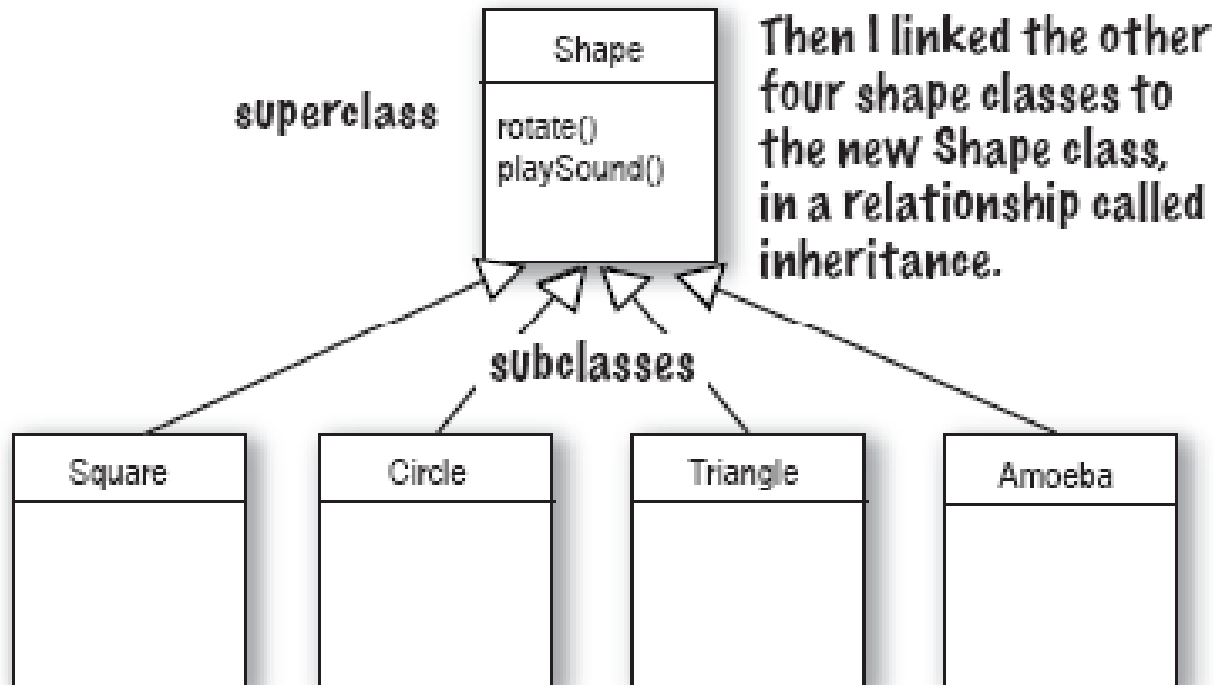 Shape
rotate()
playSound()
superclass
Then I linked the other
four shape classes to
the new Shape class,
in a relationship called
inheritance.
subclasses
Square
Circle
Triangle
Amoeba